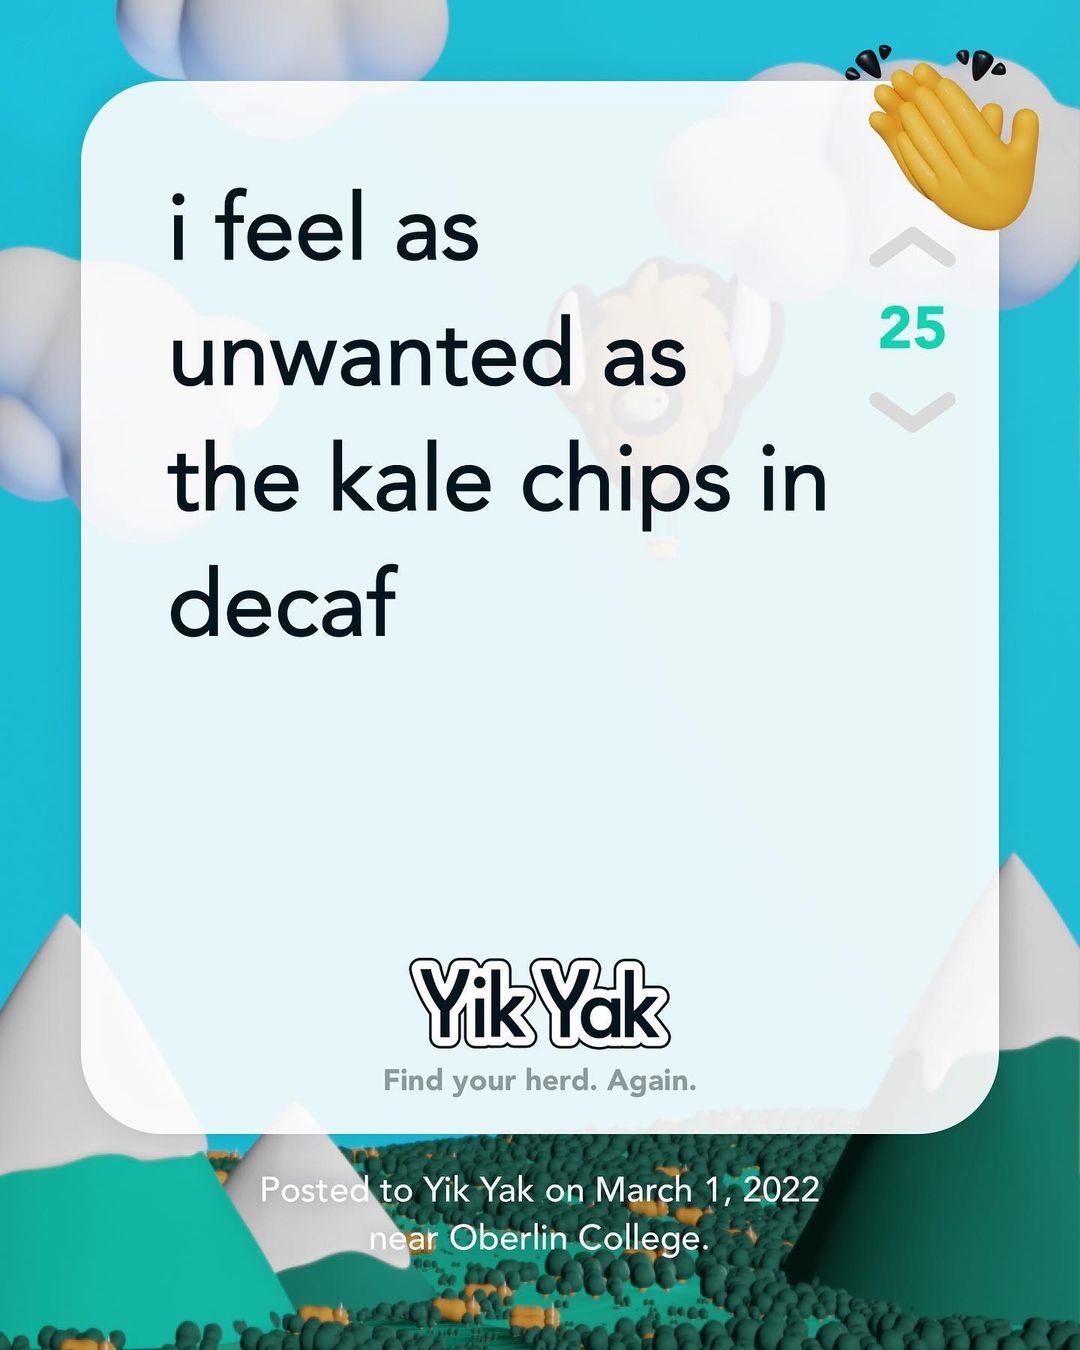 i feel as
unwanted as
the kale chips in
decaf
25
Yik Yak
Find your herd. Again.
Posted to Yik Yak on March 1, 2022
near Oberlin College.